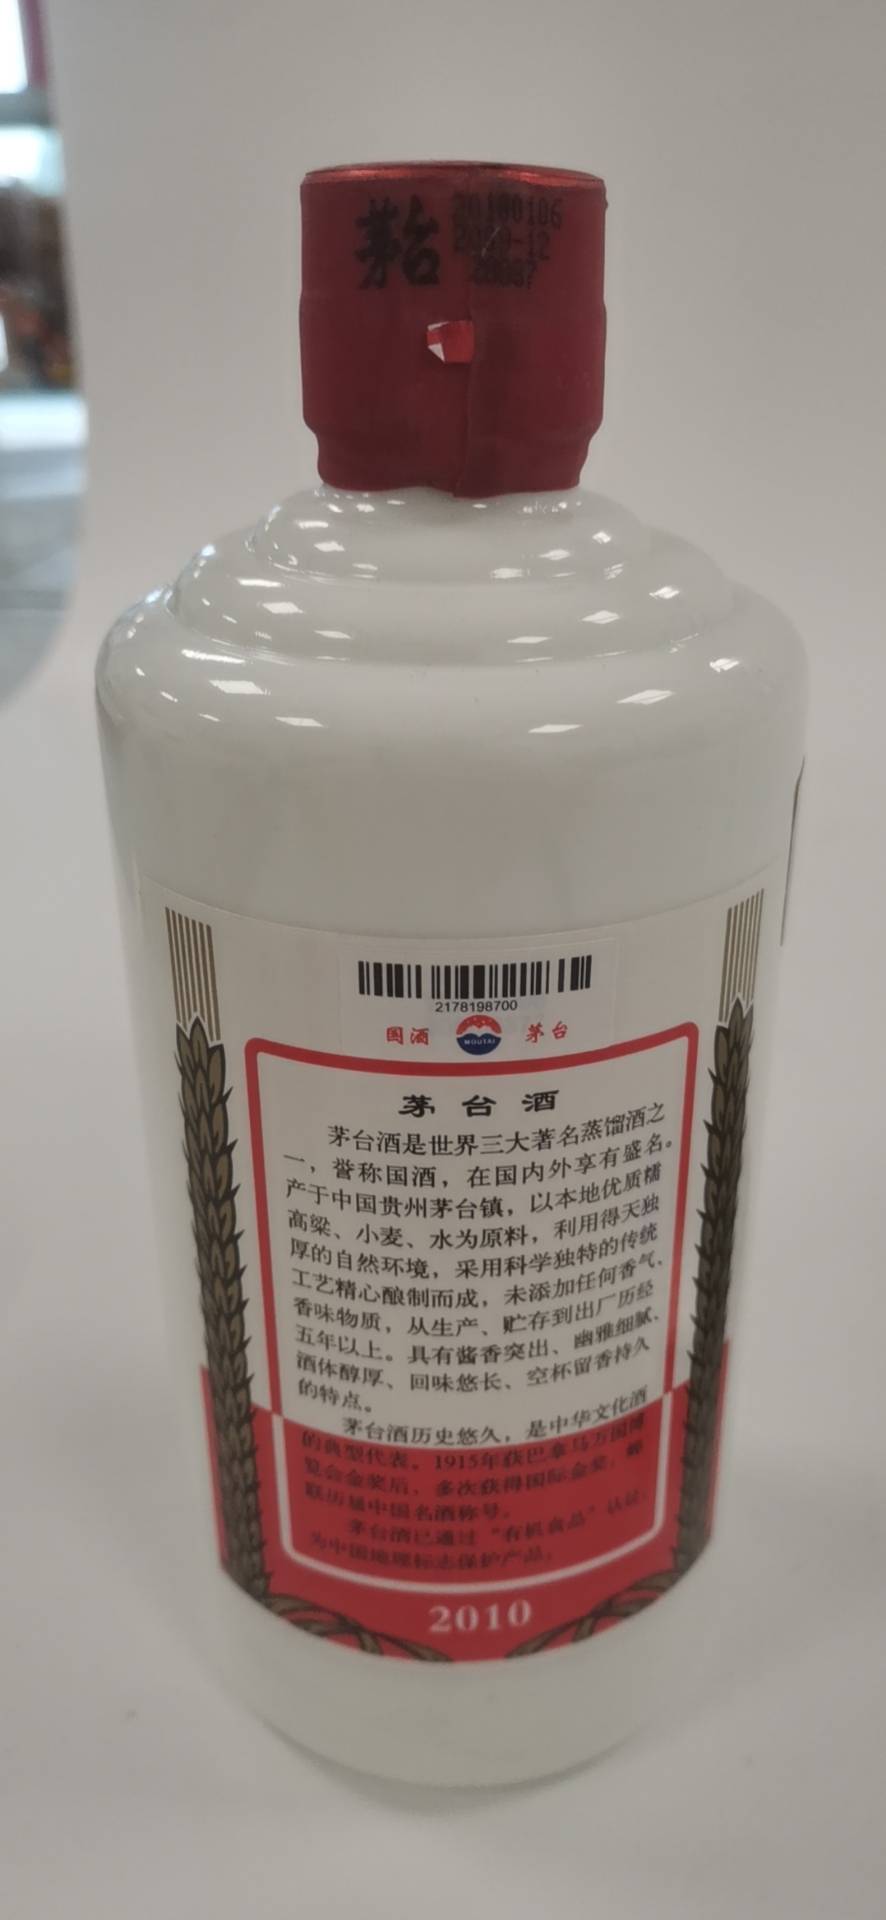 茅台
20100106
2009-12
2178198700
国酒 MOUTAI 茅台
茅台酒
茅台酒是世界三大著名蒸馏酒之
一，誉称国酒，在国内外享有盛名。
产于中国贵州茅台镇，以本地优质糯
高粱、小麦、水为原料，利用得天独
厚的自然环境，采用科学独特的传统
工艺精心酿制而成，未添加任何香气、
香味物质，从生产、贮存到出厂历经
五年以上。具有酱香突出、幽雅细腻、
酒体醇厚、回味悠长、空杯留香持久
的特点。
茅台酒历史悠久，是中华文化酒
的典型代表。1915年获巴拿马万国博
览会金奖后，多次获得国际金奖，蝉
联历届中国名酒称号。
茅台酒已通过“有机食品”认证，
为中国地理标志保护产品。
2010